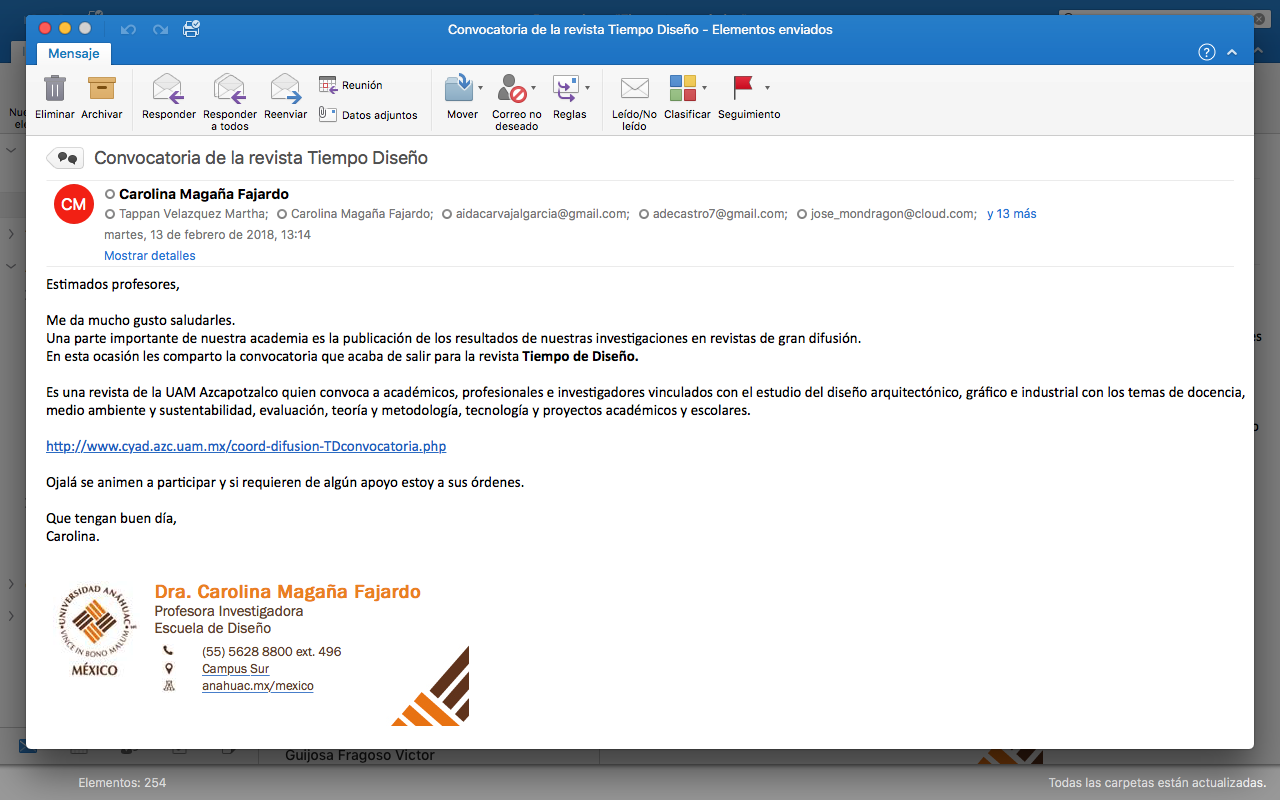 Convocatoria de la revista Tiempo Diseño - Elementos enviados
Mensaje
Eliminar
Archivar
Responder
Responder
a todos
Reenviar
Reunión
Datos adjuntos
Mover
Correo no
deseado
Reglas
Leído/No
leído
Clasificar
Seguimiento
Convocatoria de la revista Tiempo Diseño
CM
Carolina Magaña Fajardo
Tappan Velazquez Martha; Carolina Magaña Fajardo; aidacarvajalgarcia@gmail.com; adecastro7@gmail.com; jose_mondragon@cloud.com; y 13 más
martes, 13 de febrero de 2018, 13:14
Mostrar detalles
Estimados profesores,
Me da mucho gusto saludarles.
Una parte importante de nuestra academia es la publicación de los resultados de nuestras investigaciones en revistas de gran difusión.
En esta ocasión les comparto la convocatoria que acaba de salir para la revista Tiempo de Diseño.
Es una revista de la UAM Azcapotzalco quien convoca a académicos, profesionales e investigadores vinculados con el estudio del diseño arquitectónico, gráfico e industrial con los temas de docencia,
medio ambiente y sustentabilidad, evaluación, teoría y metodología, tecnología y proyectos académicos y escolares.
http://www.cyad.azc.uam.mx/coord-difusion-TDconvocatoria.php
Ojalá se animen a participar y si requieren de algún apoyo estoy a sus órdenes.
Que tengan buen día,
Carolina.
UNIVERSIDAD ANÁHUAC
VINCE IN BONO MALUM
MÉXICO
Dra. Carolina Magaña Fajardo
Profesora Investigadora
Escuela de Diseño
(55) 5628 8800 ext. 496
Campus Sur
anahuac.mx/mexico
Guijosa Fragoso Victor
Elementos: 254
Todas las carpetas están actualizadas.